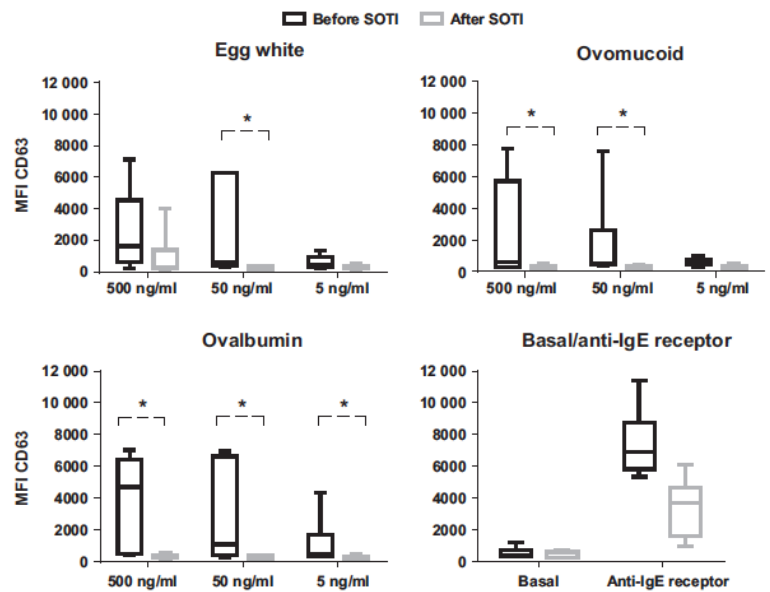 Before SOTI After SOTI
Egg white
12 000
10 000
8000
6000
4000
2000
0
MFI CD63
*
500 ng/ml 50 ng/ml 5 ng/ml
Ovomucoid
12 000
10 000
8000
6000
4000
2000
0
* *
500 ng/ml 50 ng/ml 5 ng/ml
Ovalbumin
12 000
10 000
8000
6000
4000
2000
0
MFI CD63
* * *
500 ng/ml 50 ng/ml 5 ng/ml
Basal/anti-IgE receptor
12 000
10 000
8000
6000
4000
2000
0
Basal Anti-IgE receptor